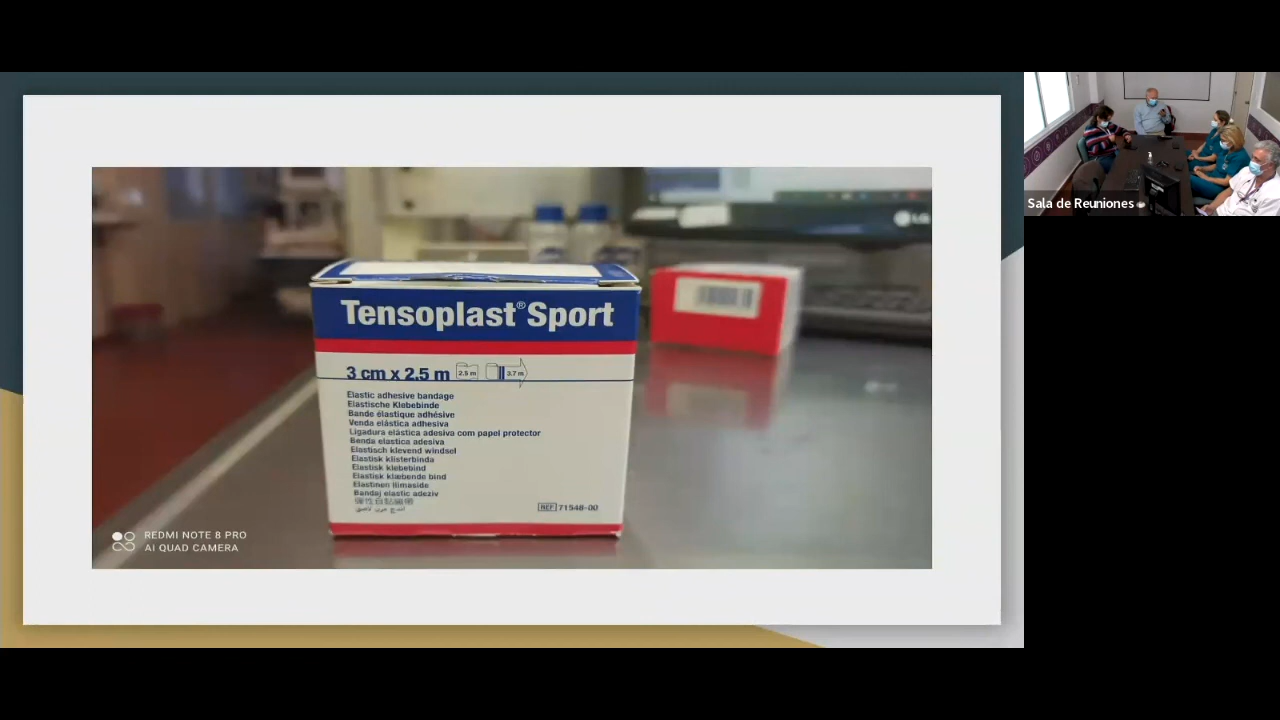 Tensoplast® Sport
3 cm x 2.5 m 2.5 m 3.7 m
Elastic adhesive bandage
Elastische Klebebinde
Bande élastique adhésive
Venda elástica adhesiva
Ligadura elástica adesiva com papel protector
Benda elastica adesiva
Elastisch klevend windsel
Elastisk klisterbinda
Elastisk klebebind
Elastisk klæbende bind
Elastinen liimaside
Bandaj elastic adeziv
REF 71548-00
LG
REDMI NOTE 8 PRO
AI QUAD CAMERA
Sala de Reuniones